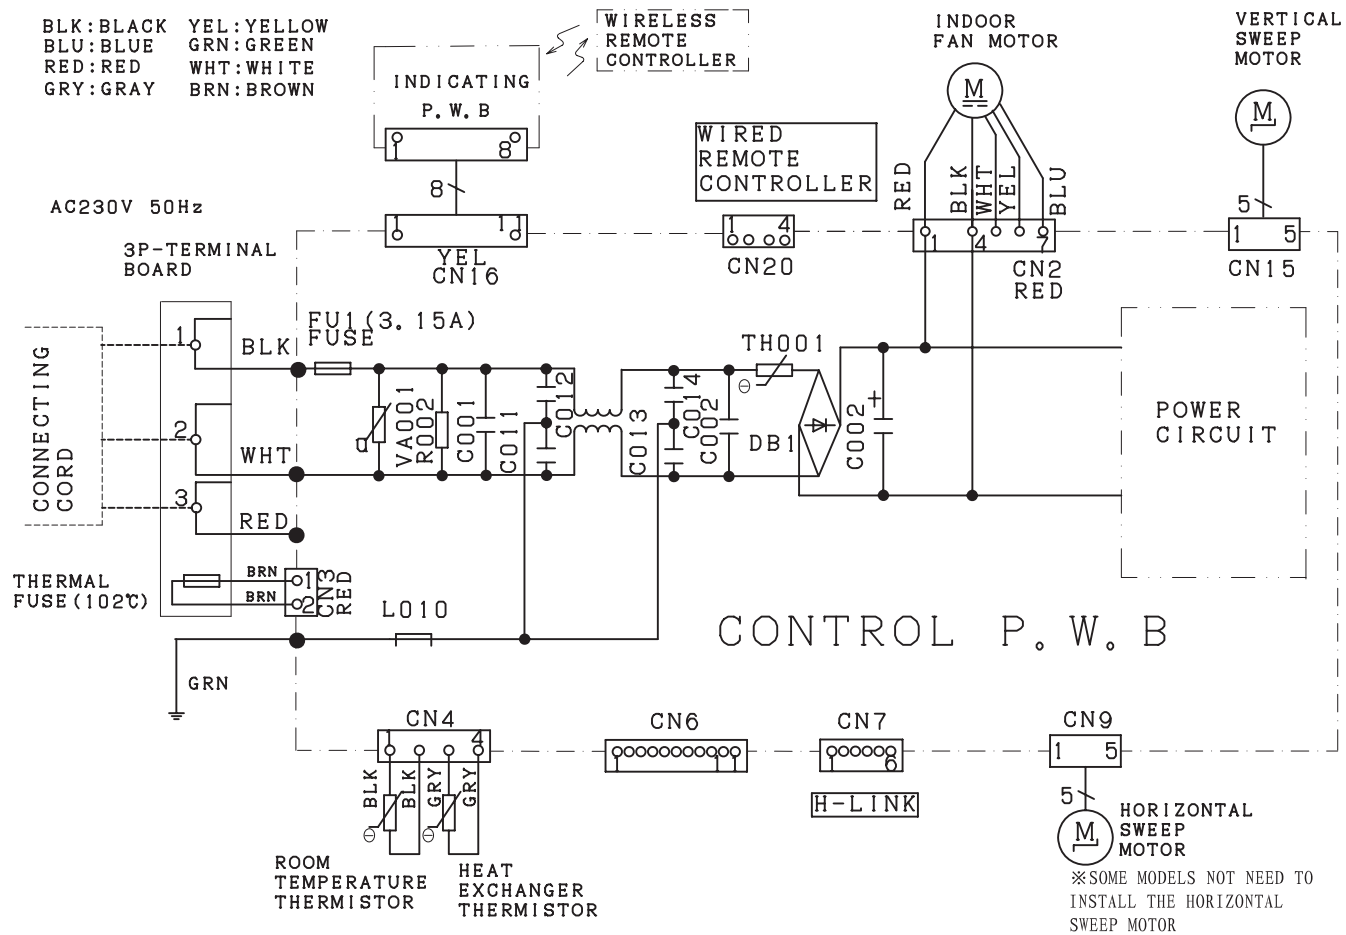 BLK:BLACK YEL:YELLOW
BLU:BLUE GRN:GREEN
RED:RED WHT:WHITE
GRY:GRAY BRN:BROWN
WIRELESS
REMOTE
CONTROLLER
INDICATING
P.W.B
1 8
8
1 11
YEL
CN16
WIRED
REMOTE
CONTROLLER
1 4
CN20
INDOOR
FAN MOTOR
M
RED
BLK
WHT
YEL
BLU
1 4 7
CN2
RED
VERTICAL
SWEEP
MOTOR
M
5
1 5
CN15
AC230V 50Hz
3P-TERMINAL
BOARD
CONNECTING
CORD
1
2
3
BLK
WHT
RED
FU1(3.15A)
FUSE
a
VA001
R002
C001
C011
C012
C013
C014
C002
TH001
DB1
C002
+
POWER
CIRCUIT
THERMAL
FUSE(102℃)
BRN
BRN
1
2
CN3
RED
L010
GRN
CONTROL P.W.B
CN4
1 4
BLK
BLK
GRY
GRY
ROOM
TEMPERATURE
THERMISTOR
HEAT
EXCHANGER
THERMISTOR
CN6
1 11
CN7
1 6
H-LINK
CN9
1 5
5
M
HORIZONTAL
SWEEP
MOTOR
※SOME MODELS NOT NEED TO
INSTALL THE HORIZONTAL
SWEEP MOTOR